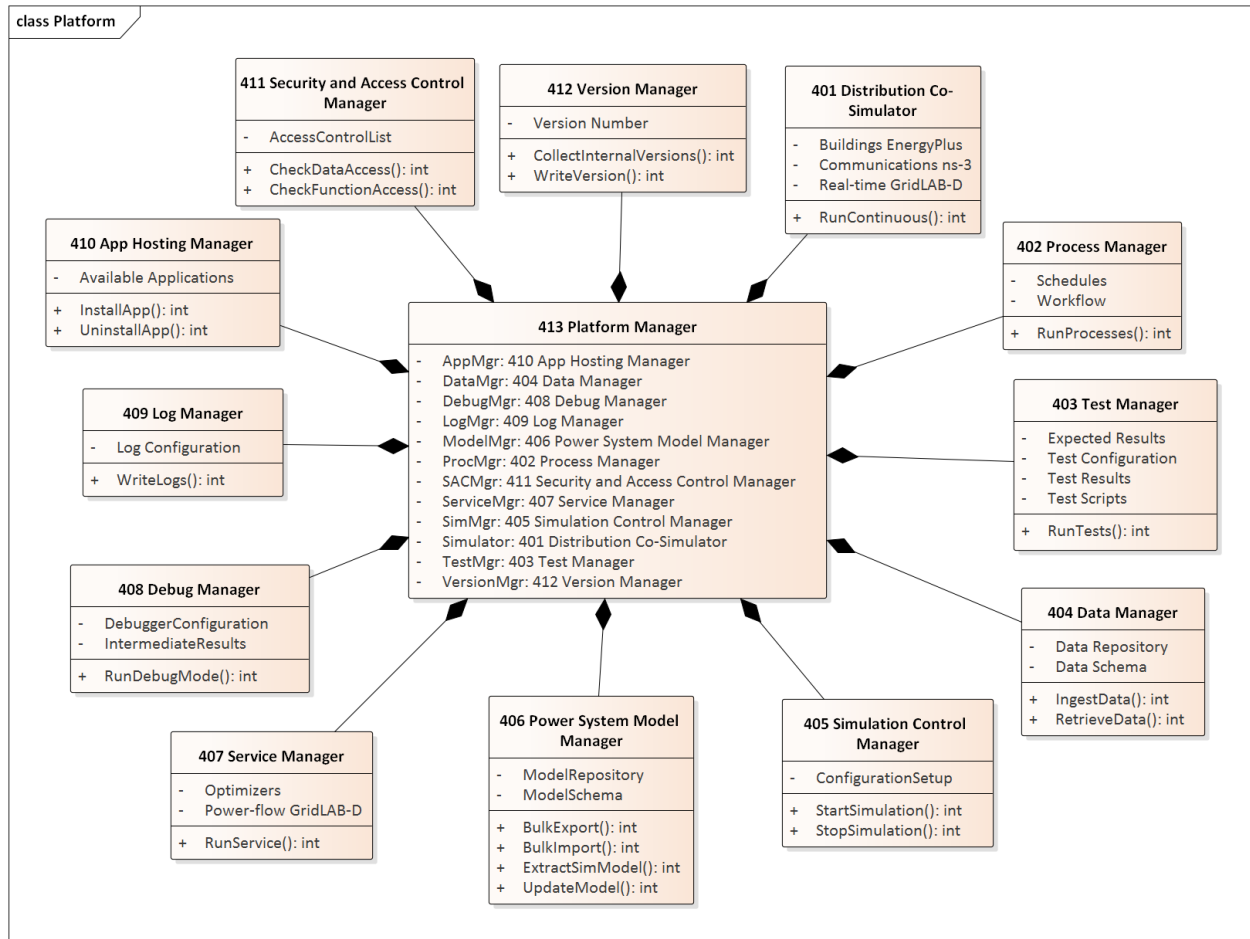 class Platform
411 Security and Access Control
Manager
- AccessControlList
+ CheckDataAccess(): int
+ CheckFunctionAccess(): int
412 Version Manager
- Version Number
+ CollectInternalVersions(): int
+ WriteVersion(): int
401 Distribution Co-
Simulator
- Buildings EnergyPlus
- Communications ns-3
- Real-time GridLAB-D
+ RunContinuous(): int
410 App Hosting Manager
- Available Applications
+ InstallApp(): int
+ UninstallApp(): int
402 Process Manager
- Schedules
- Workflow
+ RunProcesses(): int
413 Platform Manager
- AppMgr: 410 App Hosting Manager
- DataMgr: 404 Data Manager
- DebugMgr: 408 Debug Manager
- LogMgr: 409 Log Manager
- ModelMgr: 406 Power System Model Manager
- ProcMgr: 402 Process Manager
- SACMgr: 411 Security and Access Control Manager
- ServiceMgr: 407 Service Manager
- SimMgr: 405 Simulation Control Manager
- Simulator: 401 Distribution Co-Simulator
- TestMgr: 403 Test Manager
- VersionMgr: 412 Version Manager
409 Log Manager
- Log Configuration
+ WriteLogs(): int
403 Test Manager
- Expected Results
- Test Configuration
- Test Results
- Test Scripts
+ RunTests(): int
408 Debug Manager
- DebuggerConfiguration
- IntermediateResults
+ RunDebugMode(): int
404 Data Manager
- Data Repository
- Data Schema
+ IngestData(): int
+ RetrieveData(): int
407 Service Manager
- Optimizers
- Power-flow GridLAB-D
+ RunService(): int
406 Power System Model
Manager
- ModelRepository
- ModelSchema
+ BulkExport(): int
+ BulkImport(): int
+ ExtractSimModel(): int
+ UpdateModel(): int
405 Simulation Control
Manager
- ConfigurationSetup
+ StartSimulation(): int
+ StopSimulation(): int